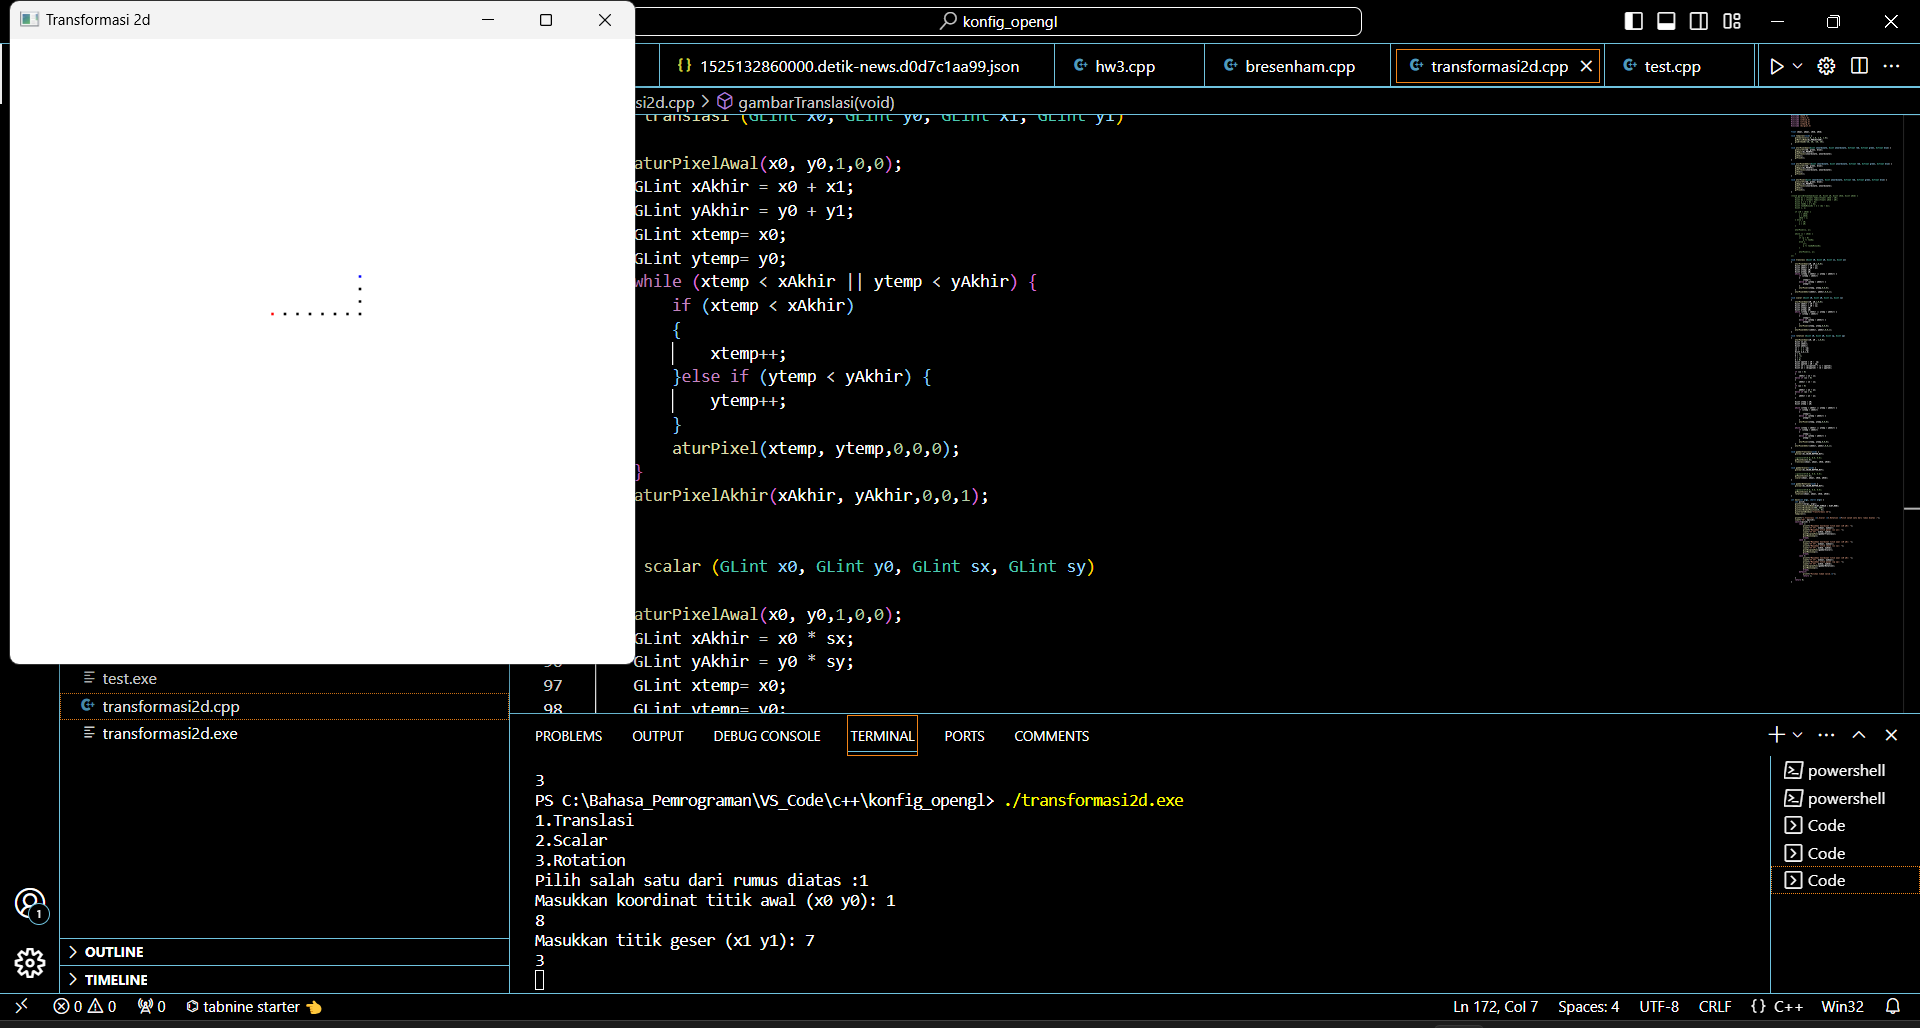 Transformasi 2d
konfig_opengl
1525132860000.detik-news.d0d7c1aa99.json
hw3.cpp
bresenham.cpp
transformasi2d.cpp
test.cpp
si2d.cpp > gambarTranslasi(void)
translasi (GLint x0, GLint y0, GLint x1, GLint y1)
aturPixelAwal(x0, y0,1,0,0);
GLint xAkhir = x0 + x1;
GLint yAkhir = y0 + y1;
GLint xtemp= x0;
GLint ytemp= y0;
while (xtemp < xAkhir || ytemp < yAkhir) {
if (xtemp < xAkhir)
{
xtemp++;
}else if (ytemp < yAkhir) {
ytemp++;
}
aturPixel(xtemp, ytemp,0,0,0);
}
aturPixelAkhir(xAkhir, yAkhir,0,0,1);
scalar (GLint x0, GLint y0, GLint sx, GLint sy)
aturPixelAwal(x0, y0,1,0,0);
GLint xAkhir = x0 * sx;
96 GLint yAkhir = y0 * sy;
97 GLint xtemp= x0;
98 GLint ytemp= y0;
test.exe
transformasi2d.cpp
transformasi2d.exe
OUTLINE
TIMELINE
PROBLEMS OUTPUT DEBUG CONSOLE TERMINAL PORTS COMMENTS
3
PS C:\Bahasa_Pemrograman\VS_Code\c++\konfig_opengl> ./transformasi2d.exe
1.Translasi
2.Scalar
3.Rotation
Pilih salah satu dari rumus diatas :1
Masukkan koordinat titik awal (x0 y0): 1
8
Masukkan titik geser (x1 y1): 7
3
powershell
powershell
Code
Code
Code
1
0 0 0 tabnine starter
Ln 172, Col 7 Spaces: 4 UTF-8 CRLF {} C++ Win32